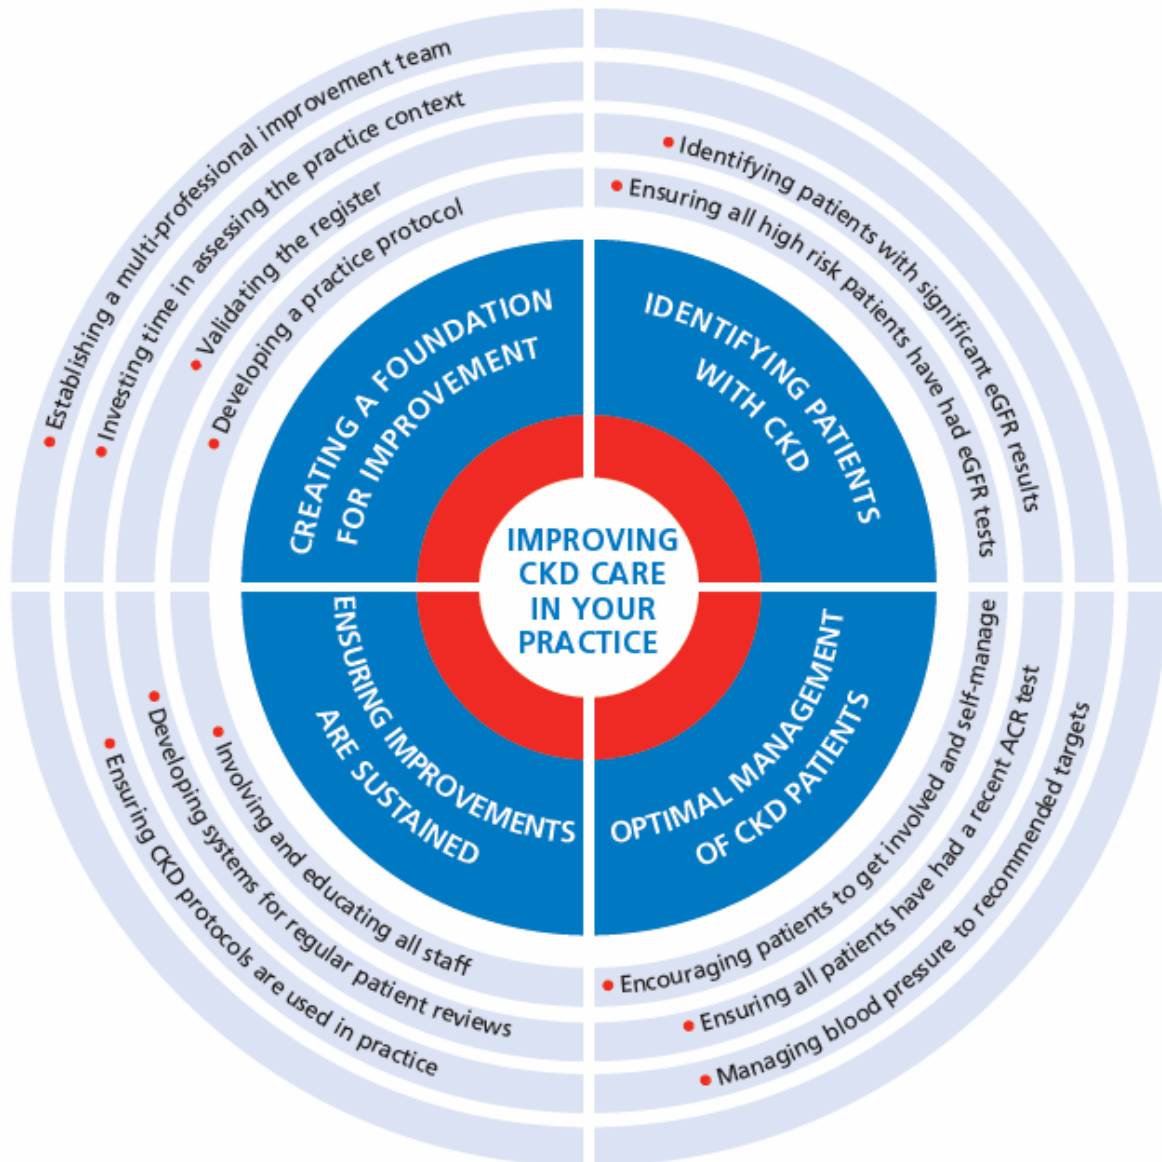 Establishing a multi-professional improvement team
Investing time in assessing the practice context
Validating the register
Developing a practice protocol
CREATING A FOUNDATION
FOR IMPROVEMENT
Identifying patients with significant eGFR results
Ensuring all high risk patients have had eGFR tests
IDENTIFYING PATIENTS
WITH CKD
IMPROVING
CKD CARE
IN YOUR
PRACTICE
ENSURING IMPROVEMENTS
ARE SUSTAINED
Involving and educating all staff
Developing systems for regular patient reviews
Ensuring CKD protocols are used in practice
OPTIMAL MANAGEMENT
OF CKD PATIENTS
Encouraging patients to get involved and self-manage
Ensuring all patients have had a recent ACR test
Managing blood pressure to recommended targets